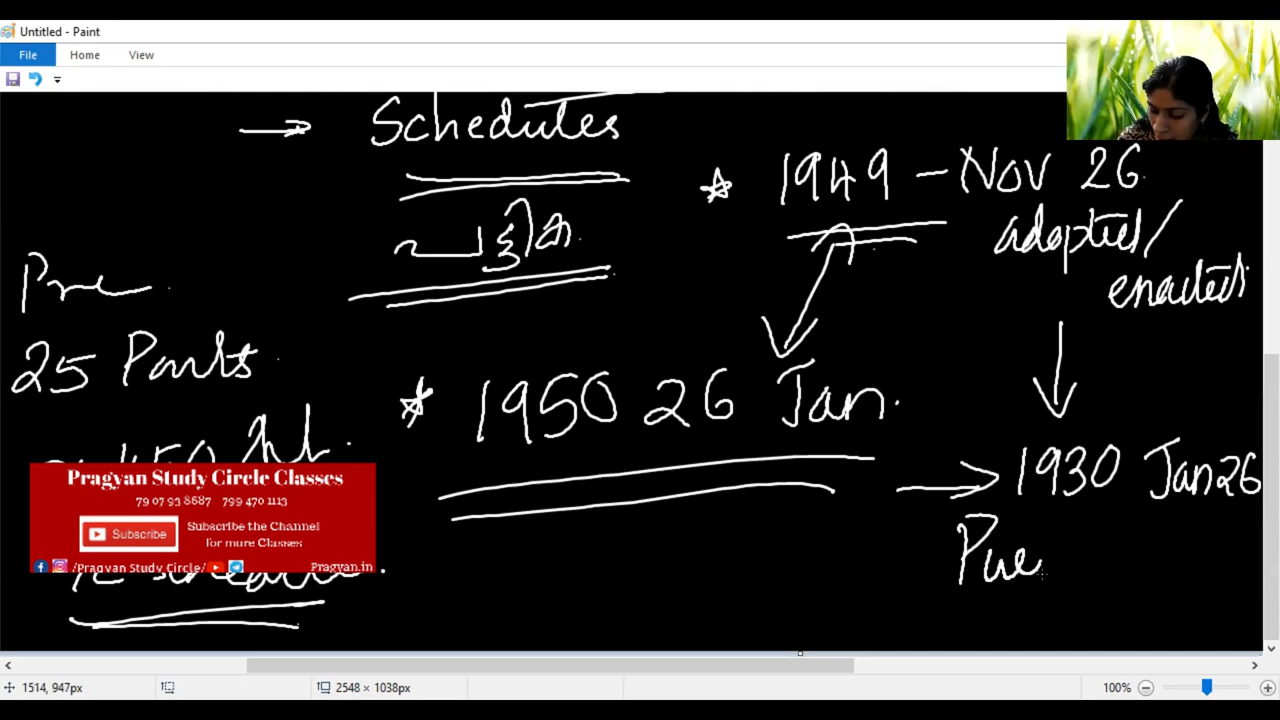 Untitled - Paint
File Home View
→ Schedules
പട്ടിക
* 1949 - Nov 26
adopted/
enacted
Pre
25 Parts
* 1950 26 Jan.
→ 1930 Jan 26
Pragyan Study Circle Classes
79 07 93 8687 799 470 1113
Subscribe Subscribe the Channel
for more Classes
/Pragyan Study Circle/ Pragyan.in
1514, 947px 2548 × 1038px 100%